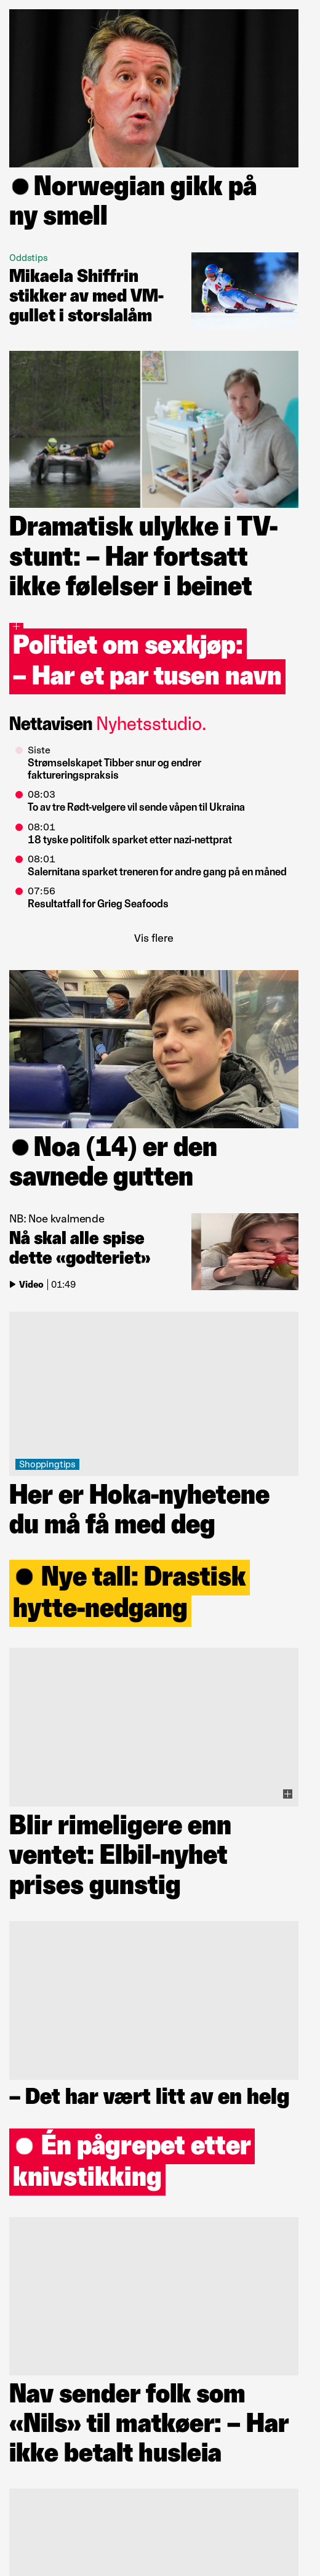 Norwegian gikk på
ny smell
Oddstips
Mikaela Shiffrin
stikker av med VM-
gullet i storslalåm
Dramatisk ulykke i TV-
stunt: – Har fortsatt
ikke følelser i beinet
Politiet om sexkjøp:
– Har et par tusen navn
Nettavisen Nyhetsstudio.
Siste
Strømselskapet Tibber snur og endrer
faktureringspraksis
08:03
To av tre Rødt-velgere vil sende våpen til Ukraina
08:01
18 tyske politifolk sparket etter nazi-nettprat
08:01
Salernitana sparket treneren for andre gang på en måned
07:56
Resultatfall for Grieg Seafoods
Vis flere
Noa (14) er den
savnede gutten
NB: Noe kvalmende
Nå skal alle spise
dette «godteriet»
Video | 01:49
Shoppingtips
Her er Hoka-nyhetene
du må få med deg
Nye tall: Drastisk
hytte-nedgang
Blir rimeligere enn
ventet: Elbil-nyhet
prises gunstig
– Det har vært litt av en helg
Én pågrepet etter
knivstikking
Nav sender folk som
«Nils» til matkøer: – Har
ikke betalt husleia